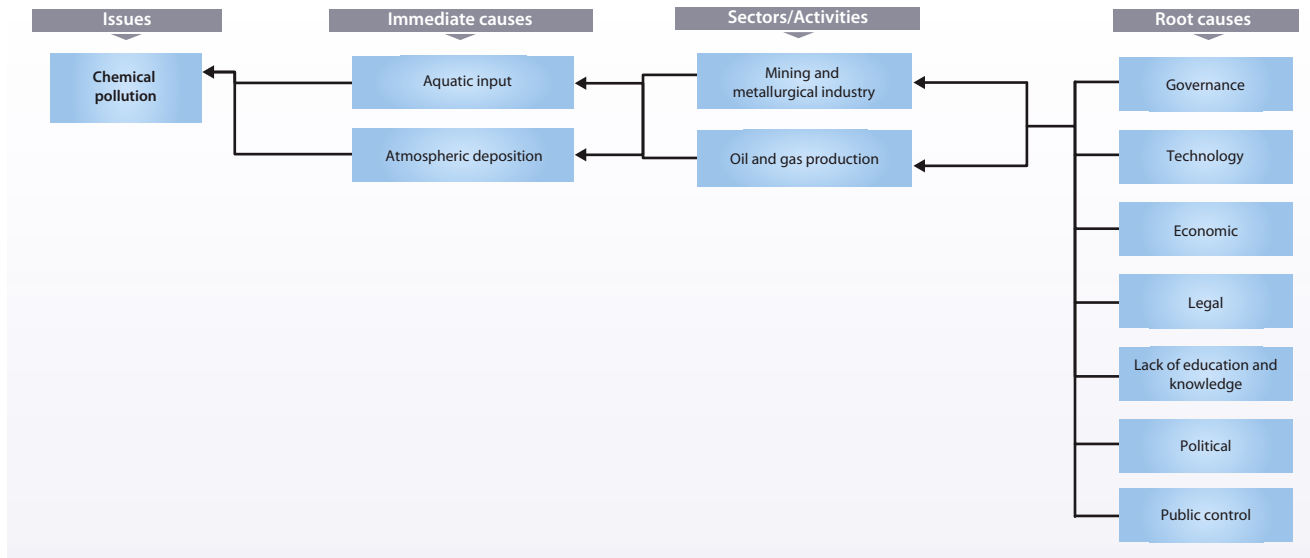 Issues
Immediate causes
Sectors/Activities
Root causes
Chemical
pollution
Aquatic input
Atmospheric deposition
Mining and
metallurgical industry
Oil and gas production
Governance
Technology
Economic
Legal
Lack of education and
knowledge
Political
Public control